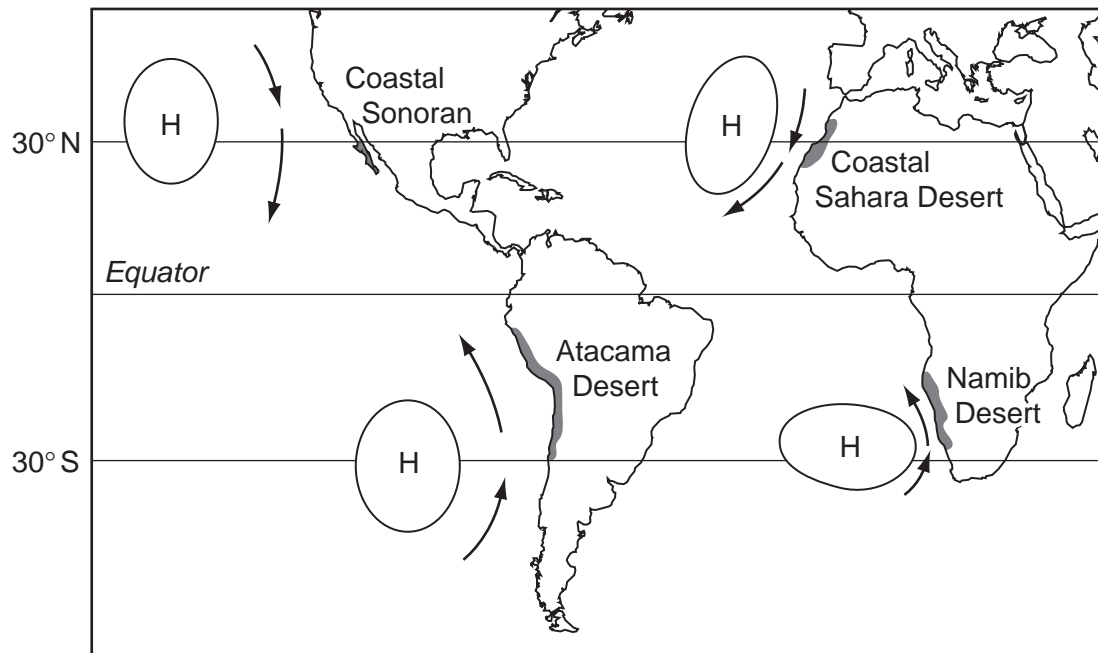 Coastal
Sonoran
H
H
30° N
Coastal
Sahara Desert
Equator
Atacama
Desert
Namib
Desert
H
H
30° S